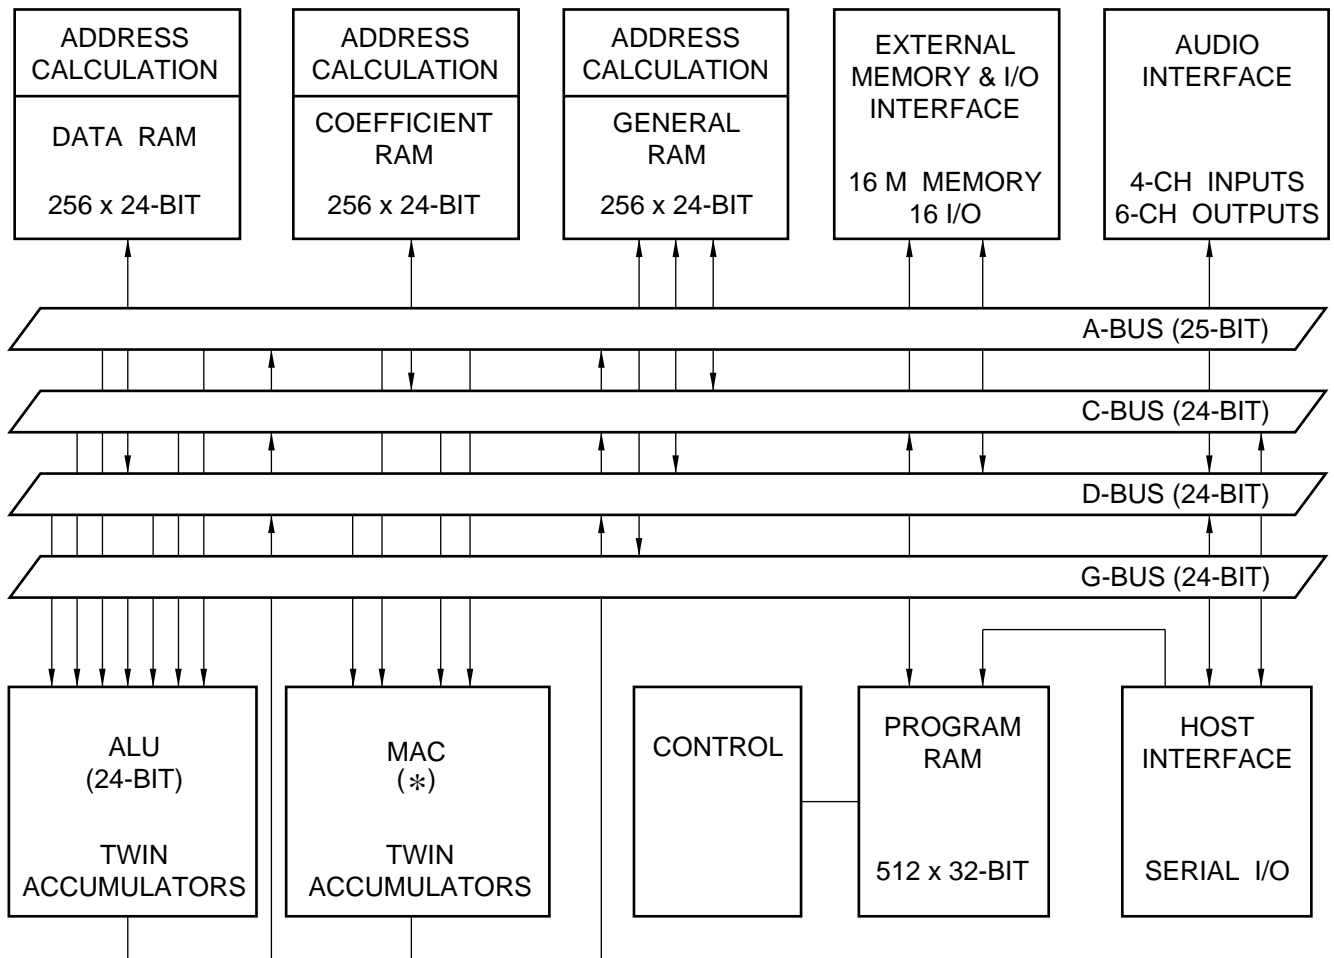 ADDRESS
CALCULATION
DATA RAM
256 x 24-BIT
ADDRESS
CALCULATION
COEFFICIENT
RAM
256 x 24-BIT
ADDRESS
CALCULATION
GENERAL
RAM
256 x 24-BIT
EXTERNAL
MEMORY & I/O
INTERFACE
16 M MEMORY
16 I/O
AUDIO
INTERFACE
4-CH INPUTS
6-CH OUTPUTS
A-BUS (25-BIT)
C-BUS (24-BIT)
D-BUS (24-BIT)
G-BUS (24-BIT)
ALU
(24-BIT)
TWIN
ACCUMULATORS
MAC
(*)
TWIN
ACCUMULATORS
CONTROL
PROGRAM
RAM
512 x 32-BIT
HOST
INTERFACE
SERIAL I/O